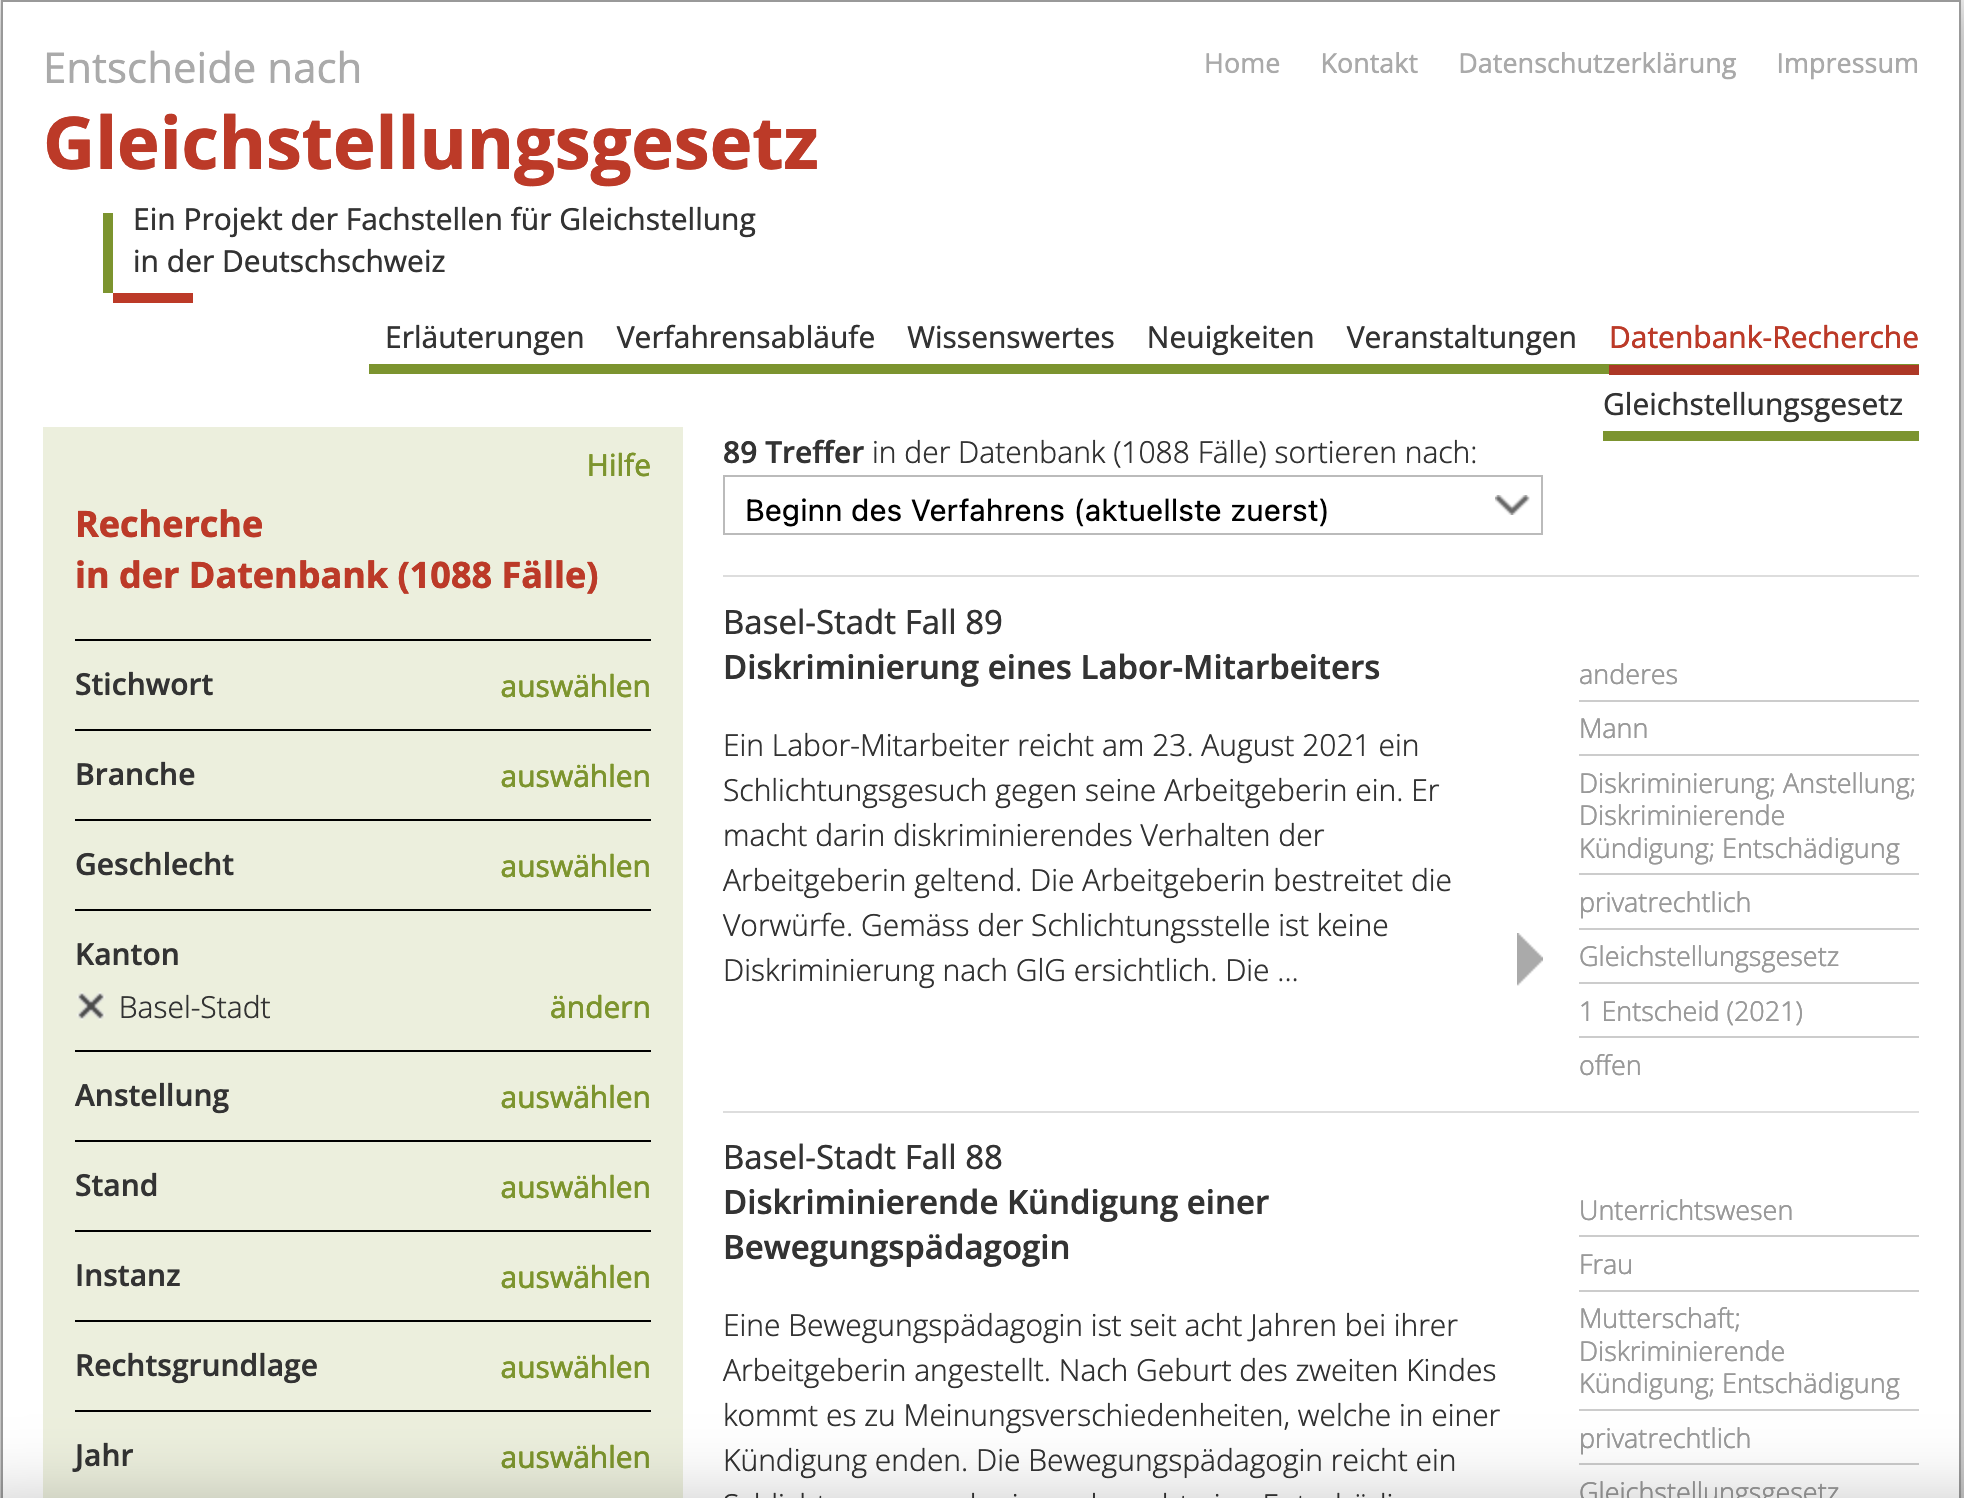 Entscheide nach
Gleichstellungsgesetz
Ein Projekt der Fachstellen für Gleichstellung
in der Deutschschweiz
Home Kontakt Datenschutzerklärung Impressum
Erläuterungen Verfahrensabläufe Wissenswertes Neuigkeiten Veranstaltungen Datenbank-Recherche
Gleichstellungsgesetz
Hilfe
Recherche
in der Datenbank (1088 Fälle)
Stichwort auswählen
Branche auswählen
Geschlecht auswählen
Kanton
Basel-Stadt ändern
Anstellung auswählen
Stand auswählen
Instanz auswählen
Rechtsgrundlage auswählen
Jahr auswählen
89 Treffer in der Datenbank (1088 Fälle) sortieren nach:
Beginn des Verfahrens (aktuellste zuerst)
Basel-Stadt Fall 89
Diskriminierung eines Labor-Mitarbeiters
Ein Labor-Mitarbeiter reicht am 23. August 2021 ein
Schlichtungsgesuch gegen seine Arbeitgeberin ein. Er
macht darin diskriminierendes Verhalten der
Arbeitgeberin geltend. Die Arbeitgeberin bestreitet die
Vorwürfe. Gemäss der Schlichtungsstelle ist keine
Diskriminierung nach GlG ersichtlich. Die ...
anderes
Mann
Diskriminierung; Anstellung;
Diskriminierende
Kündigung; Entschädigung
privatrechtlich
Gleichstellungsgesetz
1 Entscheid (2021)
offen
Basel-Stadt Fall 88
Diskriminierende Kündigung einer
Bewegungspädagogin
Eine Bewegungspädagogin ist seit acht Jahren bei ihrer
Arbeitgeberin angestellt. Nach Geburt des zweiten Kindes
kommt es zu Meinungsverschiedenheiten, welche in einer
Kündigung enden. Die Bewegungspädagogin reicht ein
Unterrichtswesen
Frau
Mutterschaft;
Diskriminierende
Kündigung; Entschädigung
privatrechtlich
Gleichstellungsgesetz